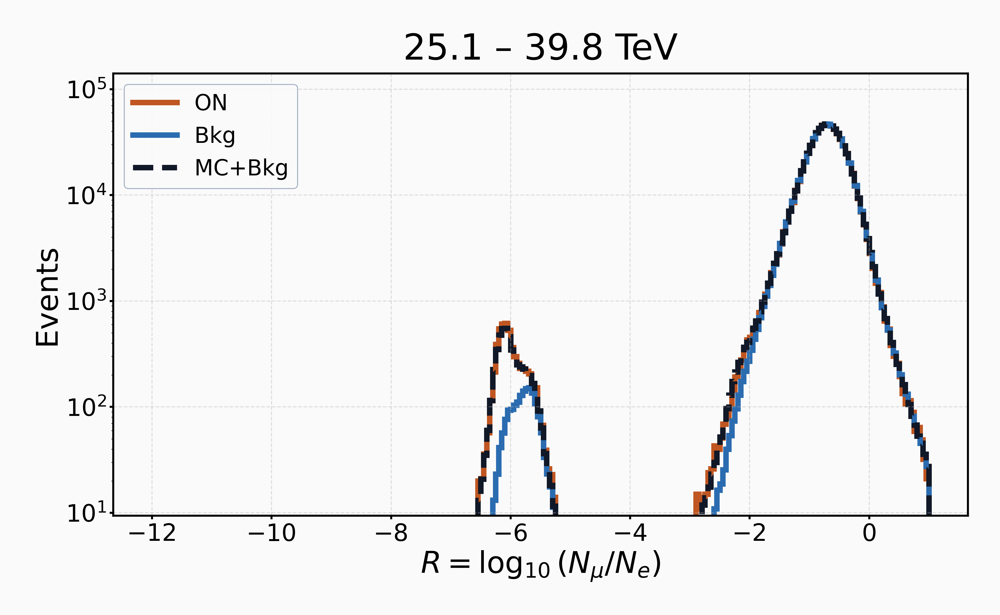 25.1 – 39.8 TeV
10^5
10^4
10^3
10^2
10^1
Events
ON
Bkg
MC+Bkg
−12 −10 −8 −6 −4 −2 0
R = log₁₀ (N_μ/N_e)